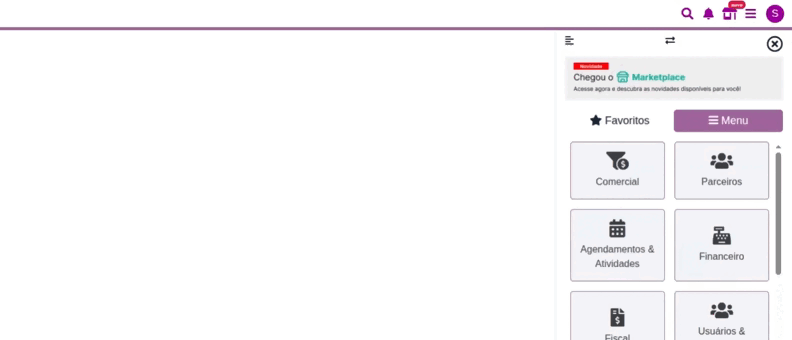 novo
S
Novidade
Chegou o Marketplace
Acesse agora e descubra as novidades disponíveis para você!
Favoritos Menu
Comercial Parceiros
Agendamentos &
Atividades
Financeiro
Fiscal
Usuários &